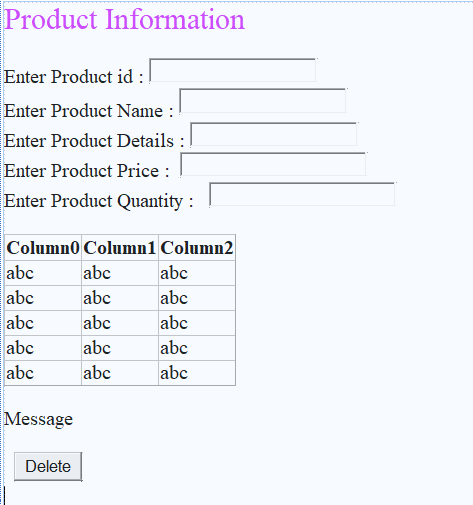 Product Information
Enter Product id :
Enter Product Name :
Enter Product Details :
Enter Product Price :
Enter Product Quantity :
Column0 Column1 Column2
abc abc abc
abc abc abc
abc abc abc
abc abc abc
abc abc abc
Message
Delete